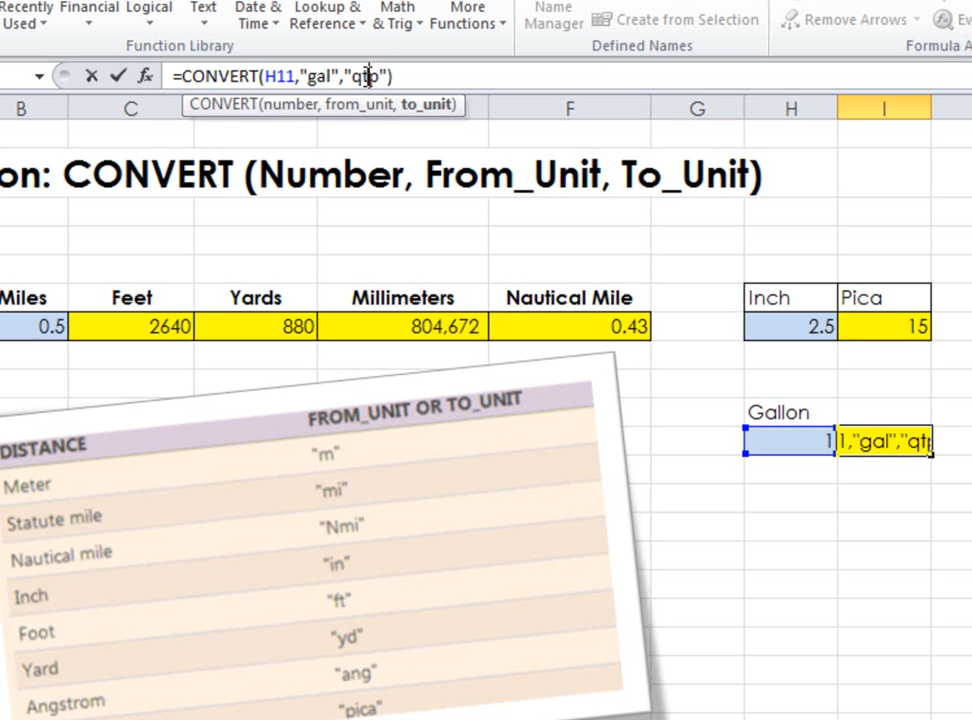 Recently Used
Financial
Logical
Text
Date & Time
Lookup & Reference
Math & Trig
More Functions
Function Library
Name Manager
Create from Selection
Defined Names
Remove Arrows
Formula
=CONVERT(H11,"gal","qtp")
CONVERT(number, from_unit, to_unit)
B C F G H I
on: CONVERT (Number, From_Unit, To_Unit)
Miles Feet Yards Millimeters Nautical Mile Inch Pica
0.5 2640 880 804,672 0.43 2.5 15
Gallon
1 1,"gal","qtp
DISTANCE FROM_UNIT OR TO_UNIT
Meter "m"
Statute mile "mi"
Nautical mile "Nmi"
Inch "in"
Foot "ft"
Yard "yd"
Angstrom "ang"
"pica"